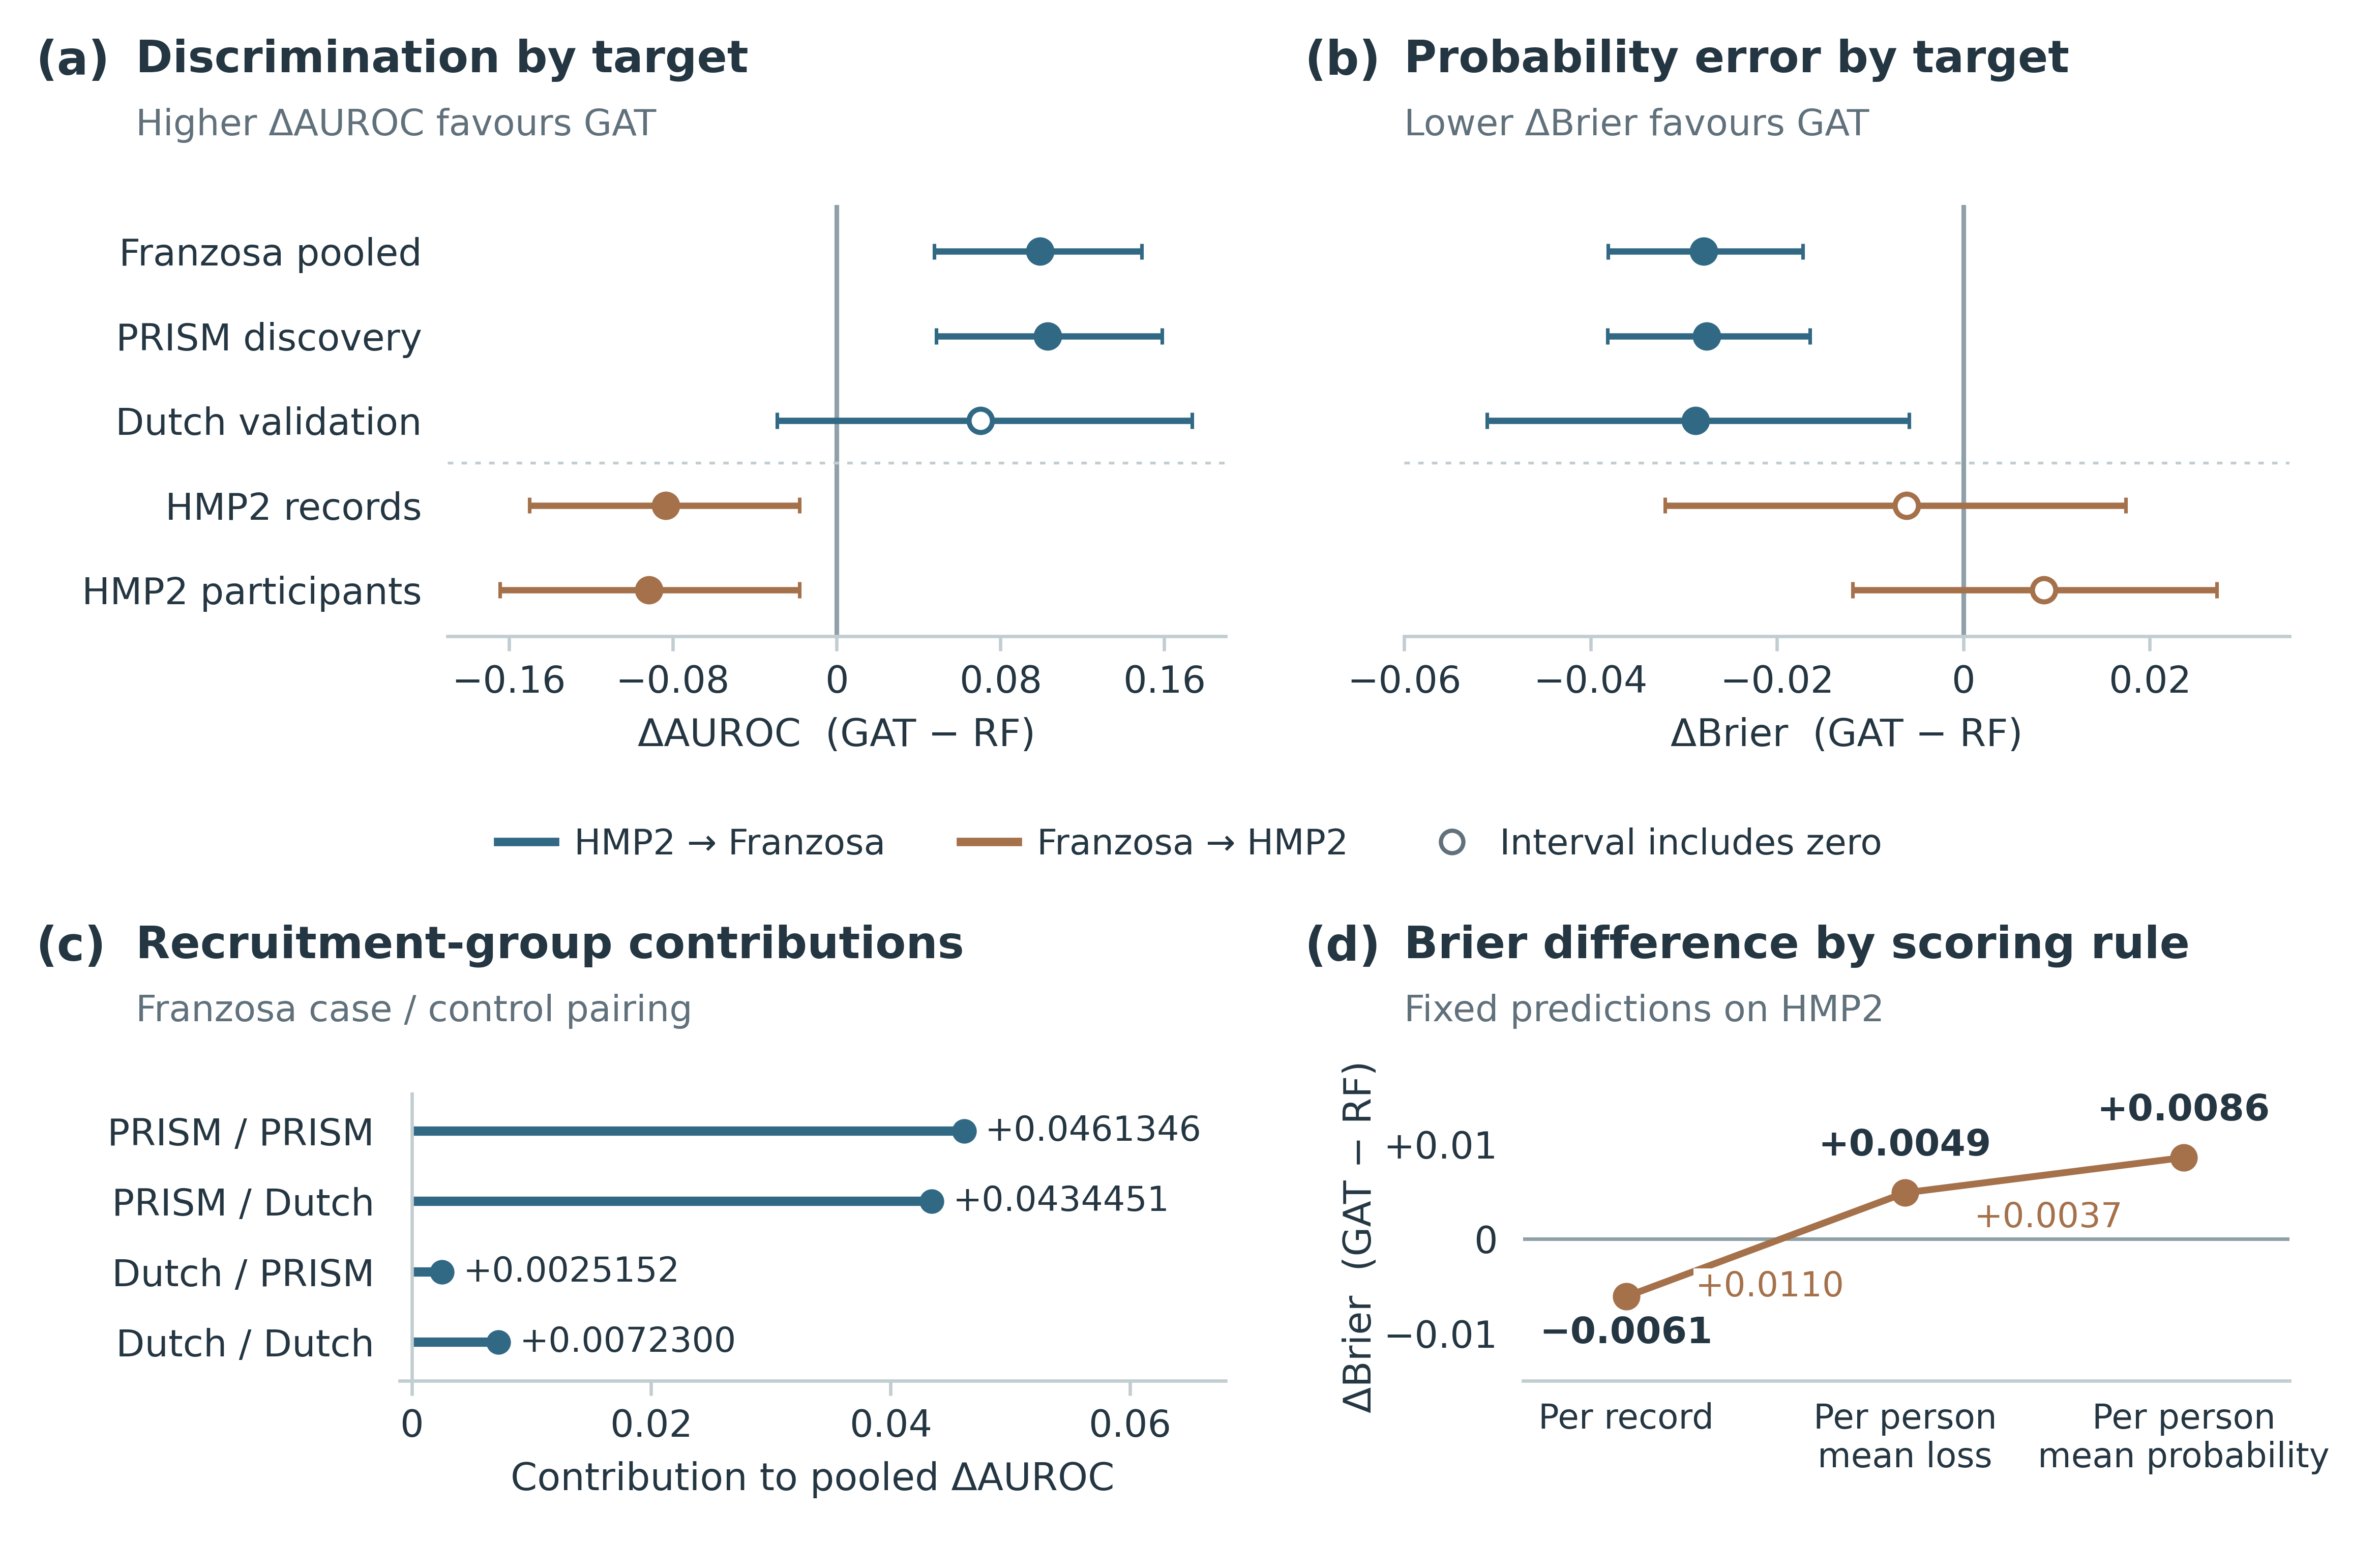 (a) Discrimination by target
Higher ΔAUROC favours GAT
Franzosa pooled
PRISM discovery
Dutch validation
HMP2 records
HMP2 participants
−0.16 −0.08 0 0.08 0.16
ΔAUROC (GAT − RF)
(b) Probability error by target
Lower ΔBrier favours GAT
−0.06 −0.04 −0.02 0 0.02
ΔBrier (GAT − RF)
HMP2 → Franzosa
Franzosa → HMP2
Interval includes zero
(c) Recruitment-group contributions
Franzosa case / control pairing
PRISM / PRISM +0.0461346
PRISM / Dutch +0.0434451
Dutch / PRISM +0.0025152
Dutch / Dutch +0.0072300
0 0.02 0.04 0.06
Contribution to pooled ΔAUROC
(d) Brier difference by scoring rule
Fixed predictions on HMP2
ΔBrier (GAT − RF)
+0.01
0
−0.01
−0.0061
+0.0110
+0.0049
+0.0037
+0.0086
Per record
Per person
mean loss
Per person
mean probability